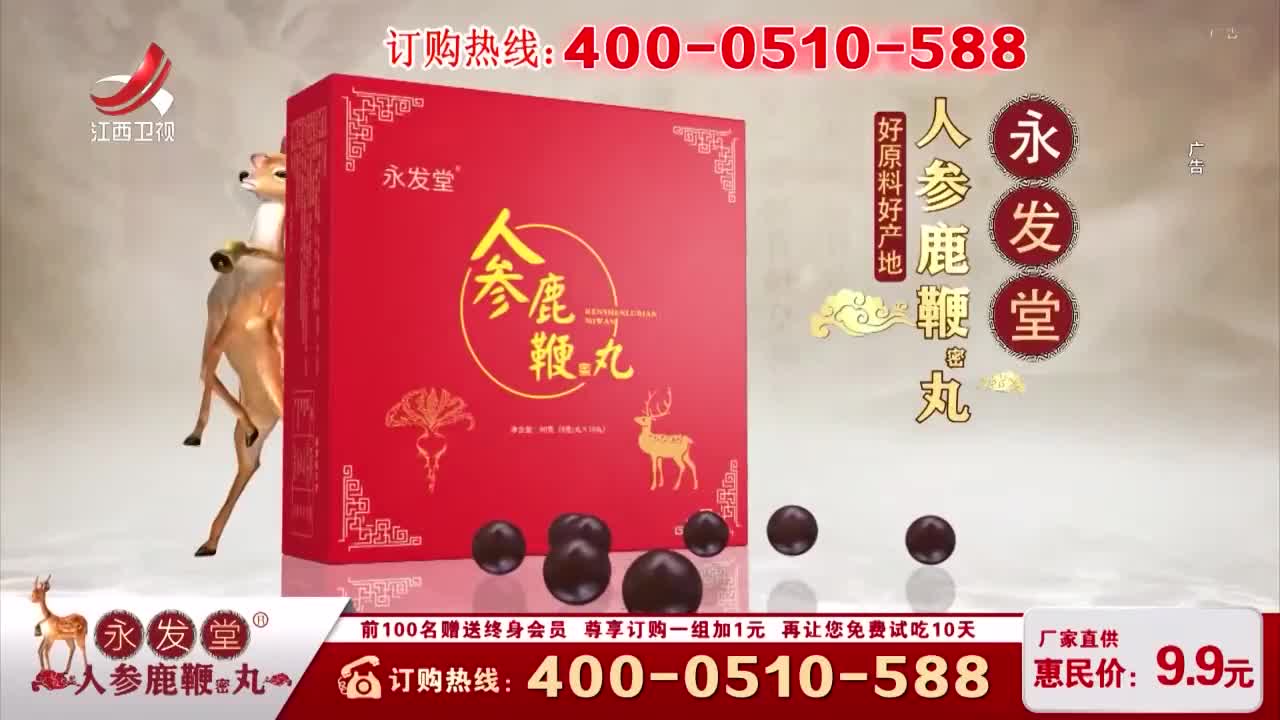 订购热线:400-0510-588
广告
江西卫视
广告
永发堂
人参鹿鞭密丸
好原料好产地
永发堂®
人参鹿鞭密丸
RENSHENLUBIAN
MIWAN
永发堂®
人参鹿鞭密丸
前100名赠送终身会员 尊享订购一组加1元 再让您免费试吃10天
订购热线:400-0510-588
厂家直供
惠民价:9.9元